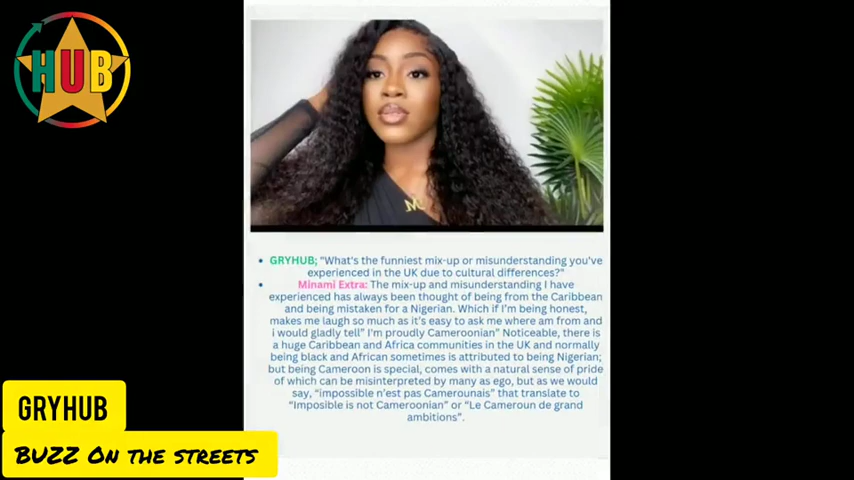 HUB
M
GRYHUB; "What's the funniest mix-up or misunderstanding you've
experienced in the UK due to cultural differences?"
Minami Extra: The mix-up and misunderstanding I have
experienced has always been thought of being from the Caribbean
and being mistaken for a Nigerian. Which if I'm being honest,
makes me laugh so much as it's easy to ask me where am from and
i would gladly tell" I'm proudly Cameroonian" Noticeable, there is
a huge Caribbean and Africa communities in the UK and normally
being black and African sometimes is attributed to being Nigerian;
but being Cameroon is special, comes with a natural sense of pride
of which can be misinterpreted by many as ego, but as we would
say, "impossible n'est pas Camerounais" that translate to
"Imposible is not Cameroonian" or "Le Cameroun de grand
ambitions".
GRYHUB
BUZZ ON THE STREETS